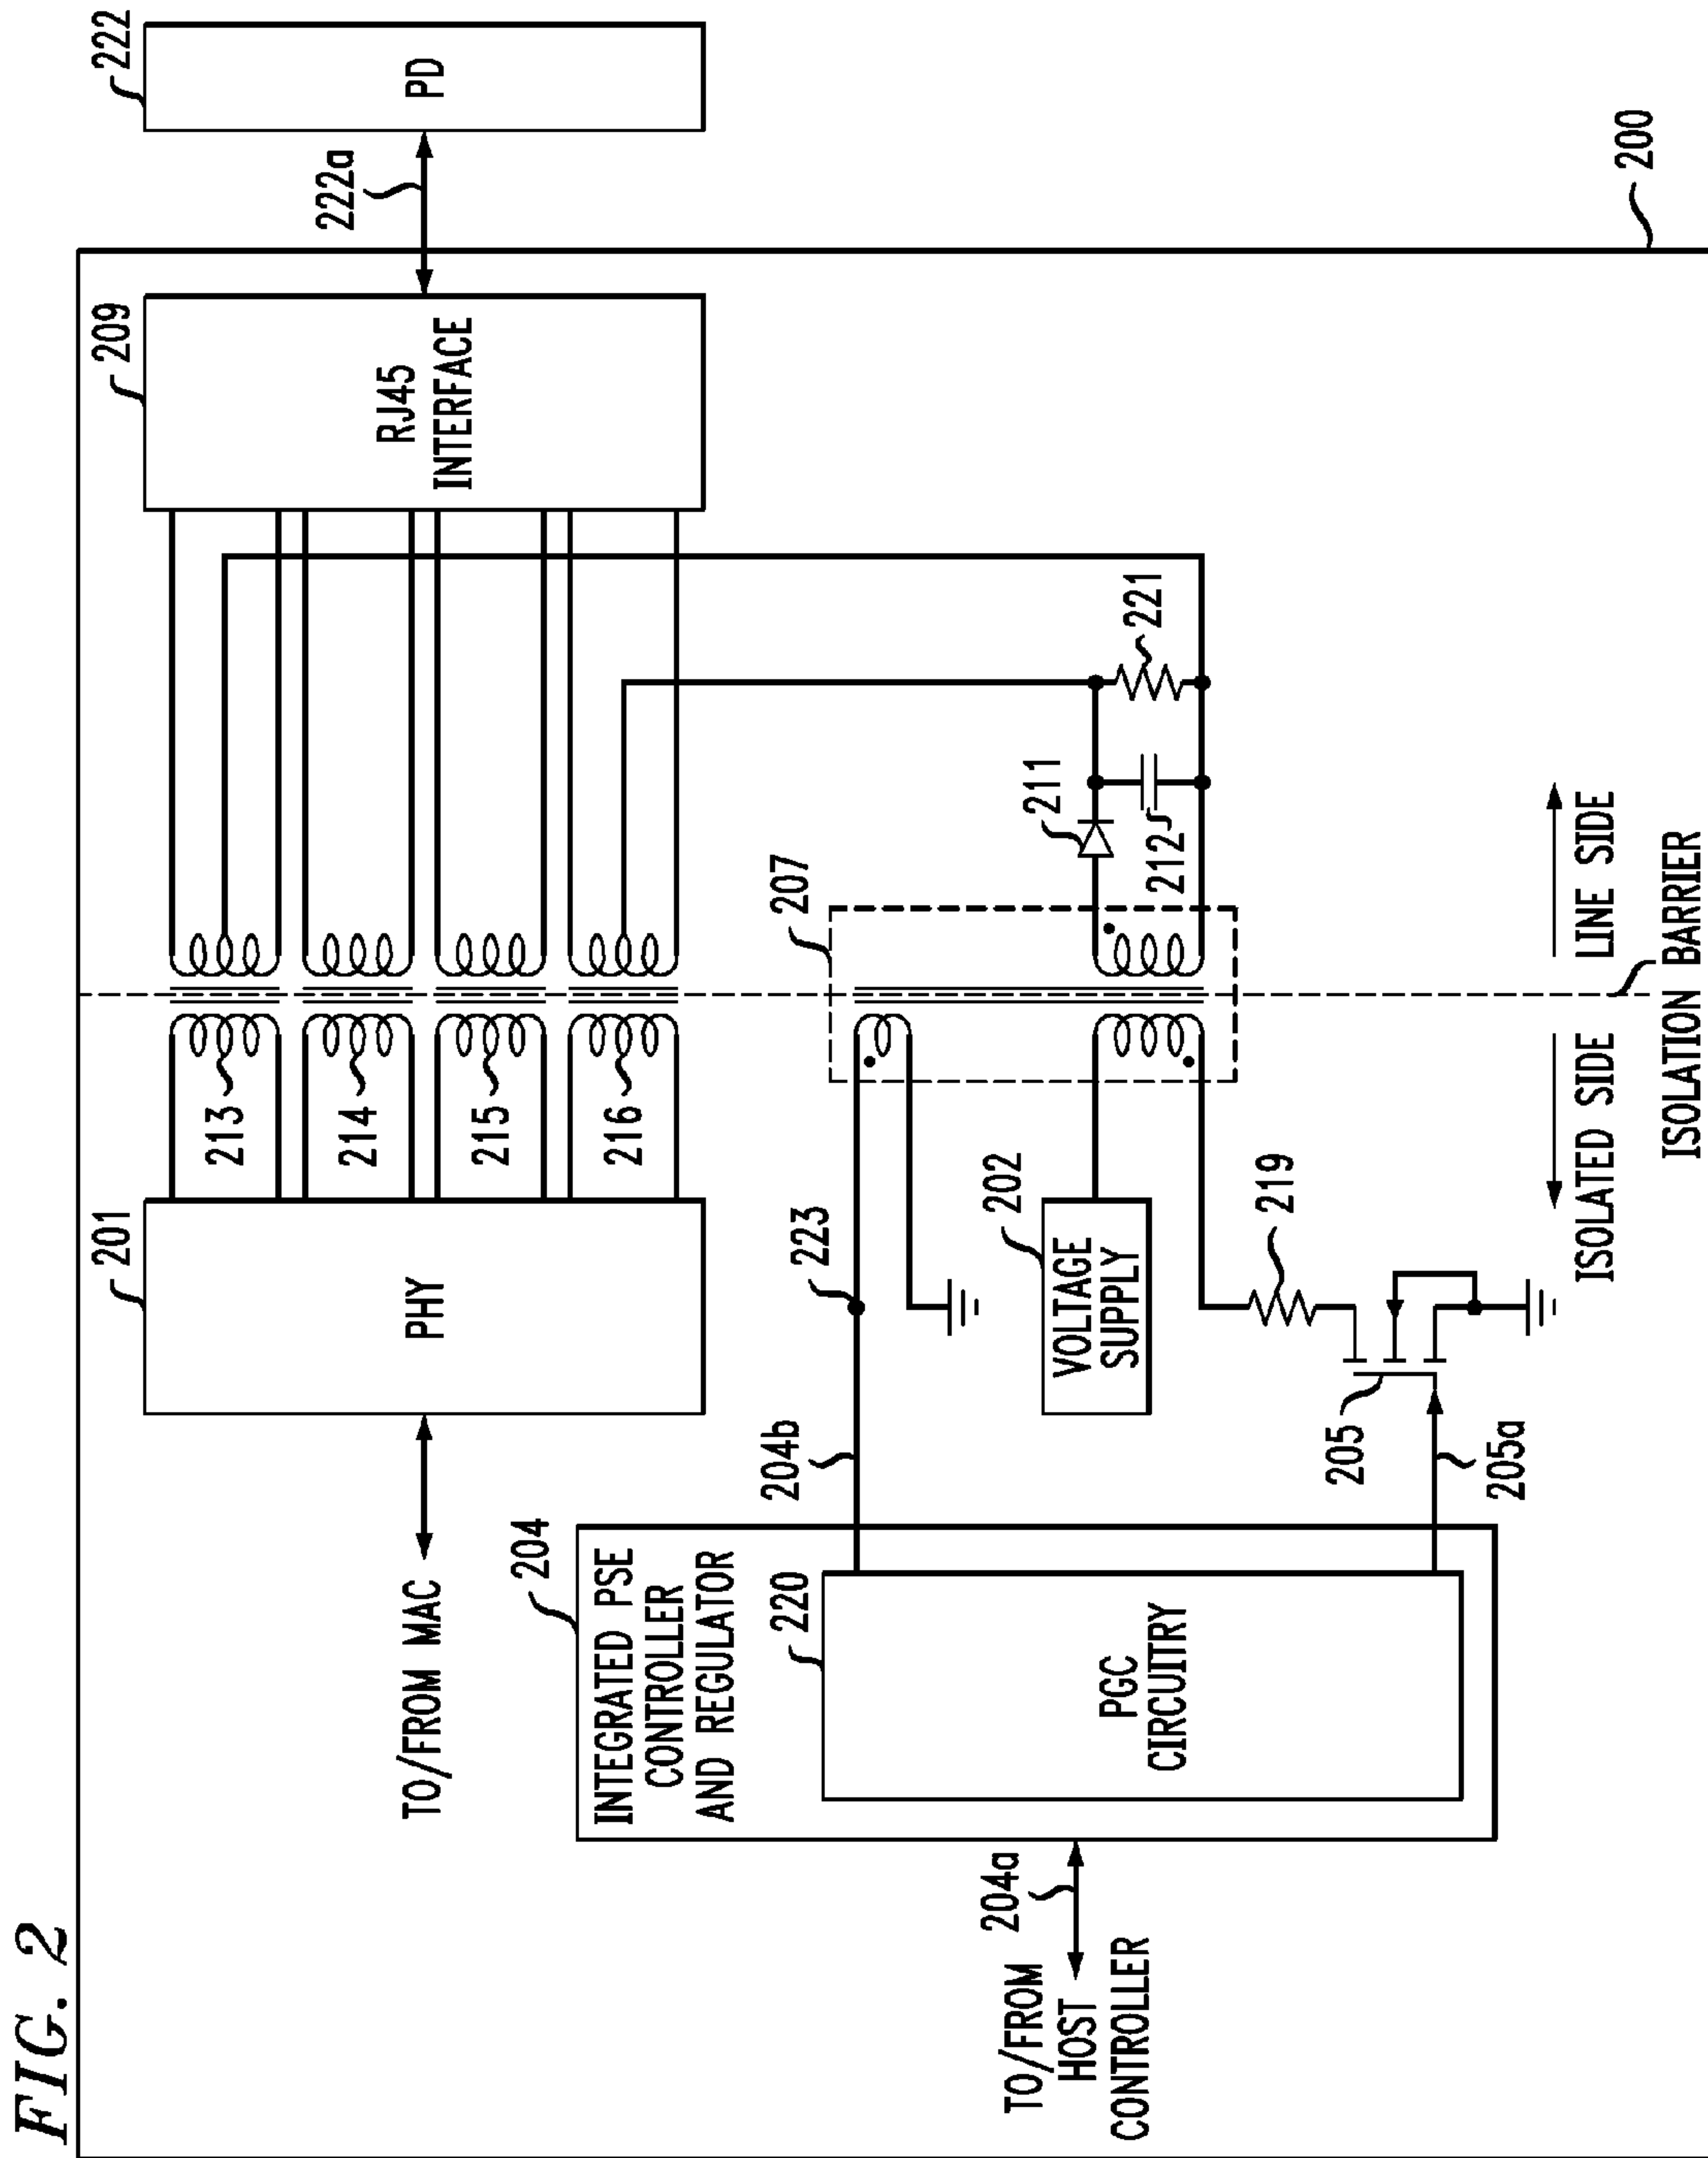 FIG. 2
201
PHY
TO/FROM MAC
213
214
215
216
209
RJ45
INTERFACE
222a
222
PD
204
INTEGRATED PSE
CONTROLLER
AND REGULATOR
220
PGC
CIRCUITRY
204a
TO/FROM
HOST
CONTROLLER
204b
223
202
VOLTAGE
SUPPLY
207
211
212
221
219
205
205a
ISOLATED SIDE
LINE SIDE
ISOLATION BARRIER
200